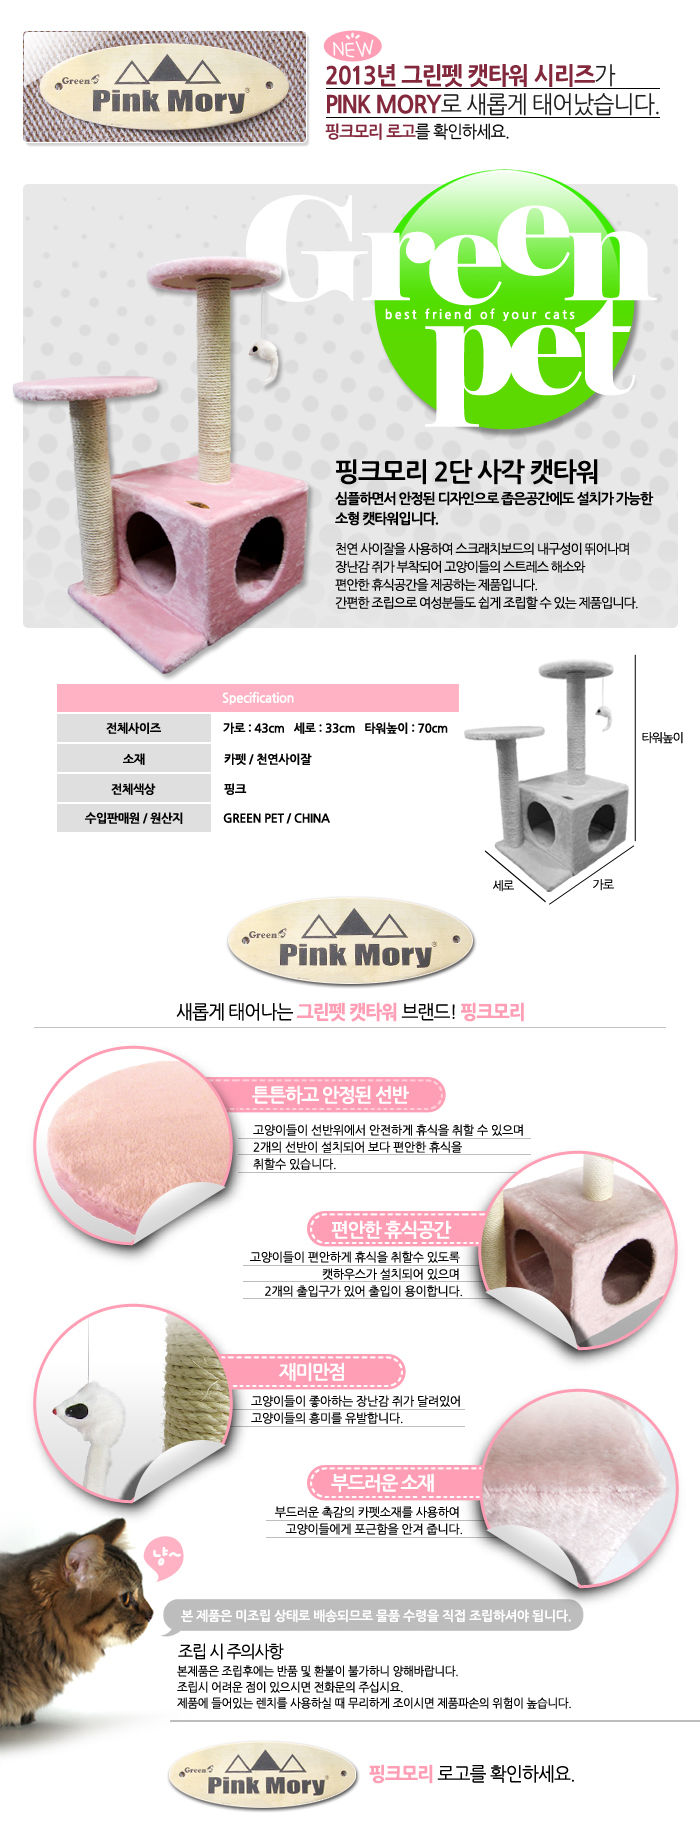 Green
Pink Mory
NEW
2013년 그린펫 캣타워 시리즈가
PINK MORY로 새롭게 태어났습니다.
핑크모리 로고를 확인하세요.
Green
best friend of your cats
pet
핑크모리 2단 사각 캣타워
심플하면서 안정된 디자인으로 좁은공간에도 설치가 가능한
소형 캣타워입니다.
천연 사이잘을 사용하여 스크래치보드의 내구성이 뛰어나며
장난감 쥐가 부착되어 고양이들의 스트레스 해소와
편안한 휴식공간을 제공하는 제품입니다.
간편한 조립으로 여성분들도 쉽게 조립할 수 있는 제품입니다.
Specification
전체사이즈 가로 : 43cm 세로 : 33cm 타워높이 : 70cm
소재 카펫 / 천연사이잘
전체색상 핑크
수입판매원 / 원산지 GREEN PET / CHINA
타워높이
세로
가로
Green
Pink Mory
새롭게 태어나는 그린펫 캣타워 브랜드! 핑크모리
튼튼하고 안정된 선반
고양이들이 선반위에서 안전하게 휴식을 취할 수 있으며
2개의 선반이 설치되어 보다 편안한 휴식을
취할수 있습니다.
편안한 휴식공간
고양이들이 편안하게 휴식을 취할수 있도록
캣하우스가 설치되어 있으며
2개의 출입구가 있어 출입이 용이합니다.
재미만점
고양이들이 좋아하는 장난감 쥐가 달려있어
고양이들의 흥미를 유발합니다.
부드러운 소재
부드러운 촉감의 카펫소재를 사용하여
고양이들에게 포근함을 안겨 줍니다.
냥~
본 제품은 미조립 상태로 배송되므로 물품 수령을 직접 조립하셔야 됩니다.
조립 시 주의사항
본제품은 조립후에는 반품 및 환불이 불가하니 양해바랍니다.
조립시 어려운 점이 있으시면 전화문의 주십시요.
제품에 들어있는 렌치를 사용하실 때 무리하게 조이시면 제품파손의 위험이 높습니다.
Green
Pink Mory
핑크모리 로고를 확인하세요.